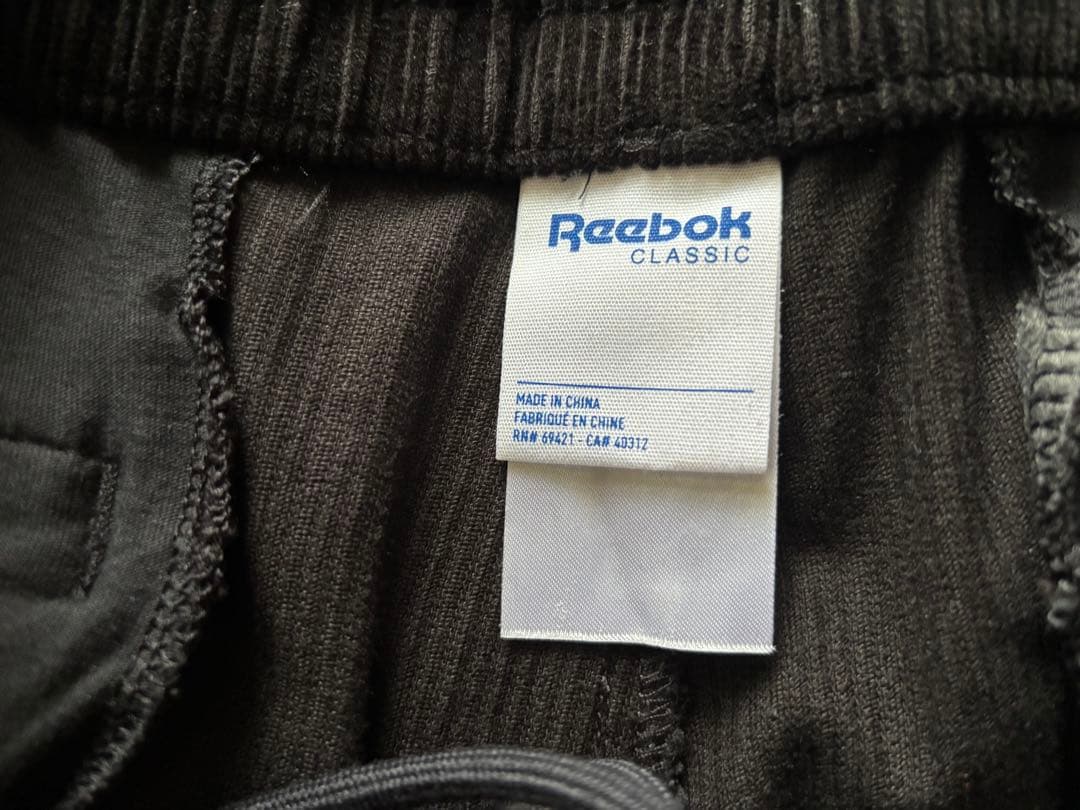 Reebok
CLASSIC
MADE IN CHINA
FABRIQUÉ EN CHINE
RN# 69421 - CA# 40312